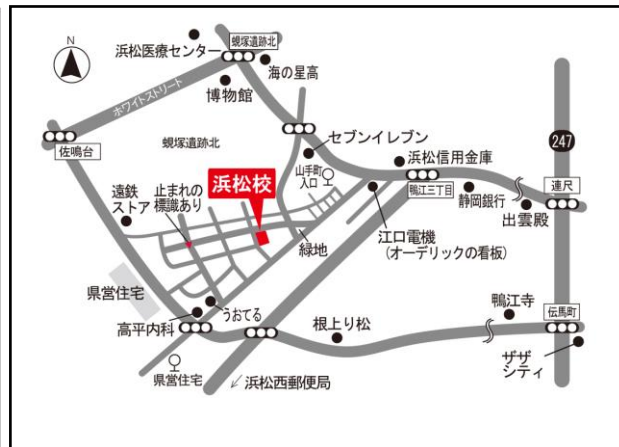 N
浜松医療センター
蜆塚遺跡北
海の星高
博物館
ホワイトストリート
蜆塚遺跡北
佐鳴台
セブンイレブン
山手町
入口
浜松信用金庫
247
鴨江三丁目
静岡銀行
連尺
出雲殿
遠鉄
ストア
止まれの
標識あり
浜松校
緑地
江口電機
(オーデリックの看板)
県営住宅
うおてる
高平内科
県営住宅
浜松西郵便局
根上り松
鴨江寺
伝馬町
ザザ
シティ